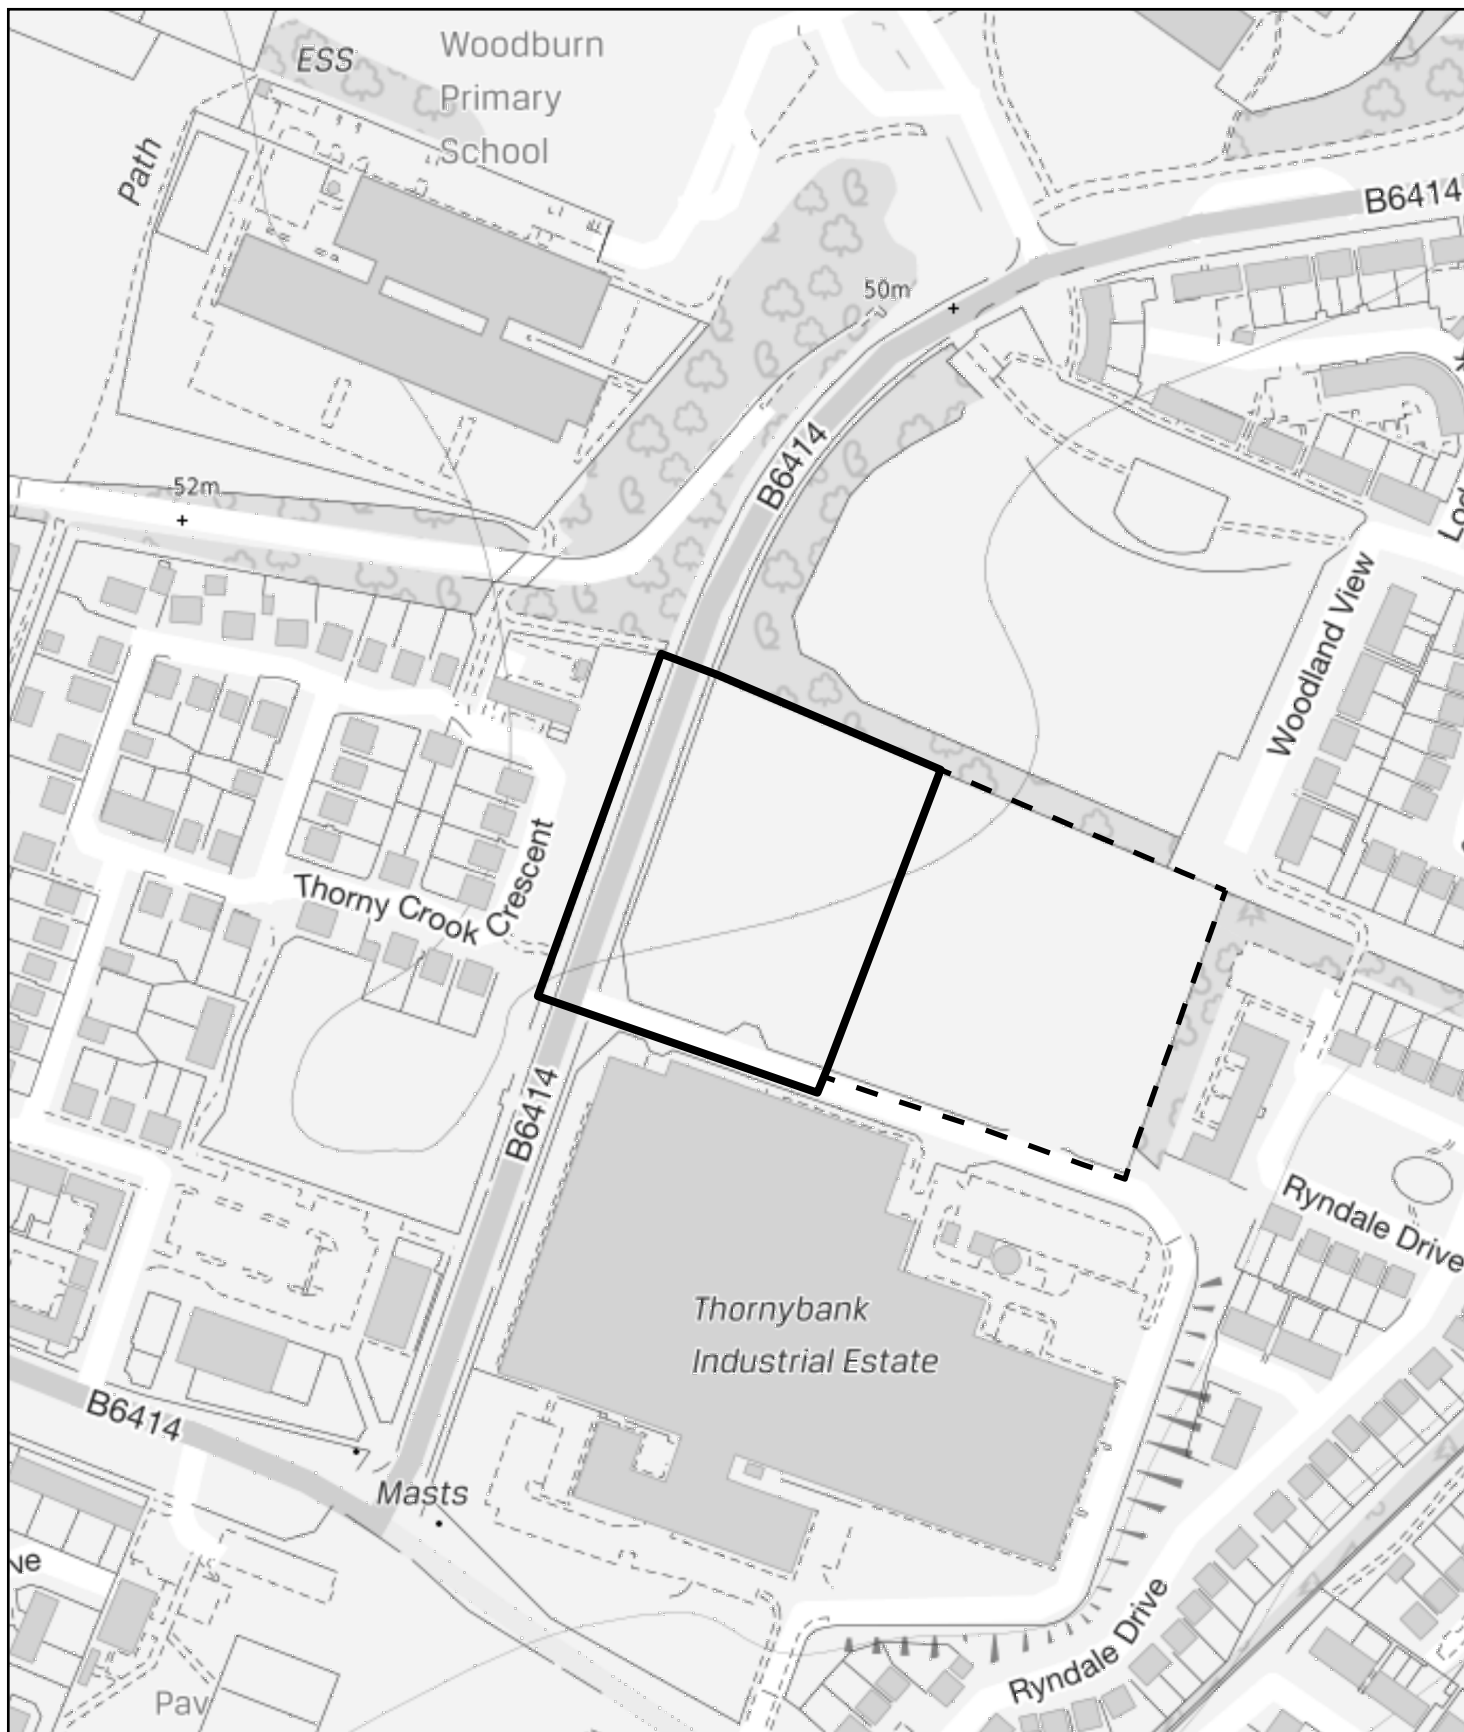 ESS
Woodburn
Primary
School
Path
B6414
50m
B6414
52m
Woodland View
Thorny Crook Crescent
B6414
Ryndale Drive
Thornybank
Industrial Estate
B6414
Masts
Ryndale Drive
Pav